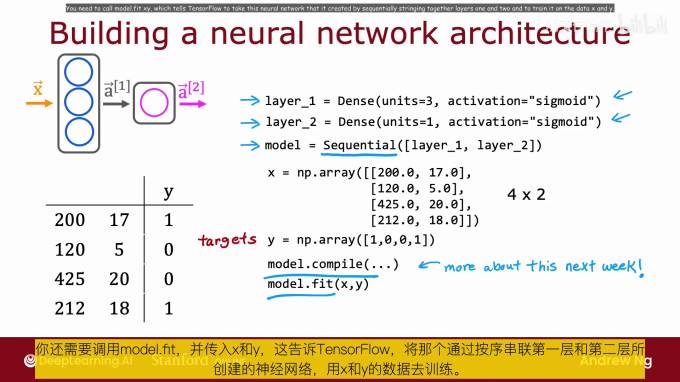 You need to call model.fit xy, which tells TensorFlow to take this neural network that it created by sequentially stringing together layers one and two and to train it on the data x and y.
Building a neural network architecture
bilibili
x a[1] a[2]
layer_1 = Dense(units=3, activation="sigmoid")
layer_2 = Dense(units=1, activation="sigmoid")
model = Sequential([layer_1, layer_2])
x = np.array([[200.0, 17.0],
[120.0, 5.0],
[425.0, 20.0],
[212.0, 18.0]])
4 x 2
y
200 17 1
120 5 0
425 20 0
212 18 1
targets y = np.array([1,0,0,1])
model.compile(...) ← more about this next week!
model.fit(x,y)
DeepLearning.AI Stanford Andrew Ng
你还需要调用model.fit，并传入x和y，这告诉TensorFlow，将那个通过按序串联第一层和第二层所
创建的神经网络，用x和y的数据去训练。